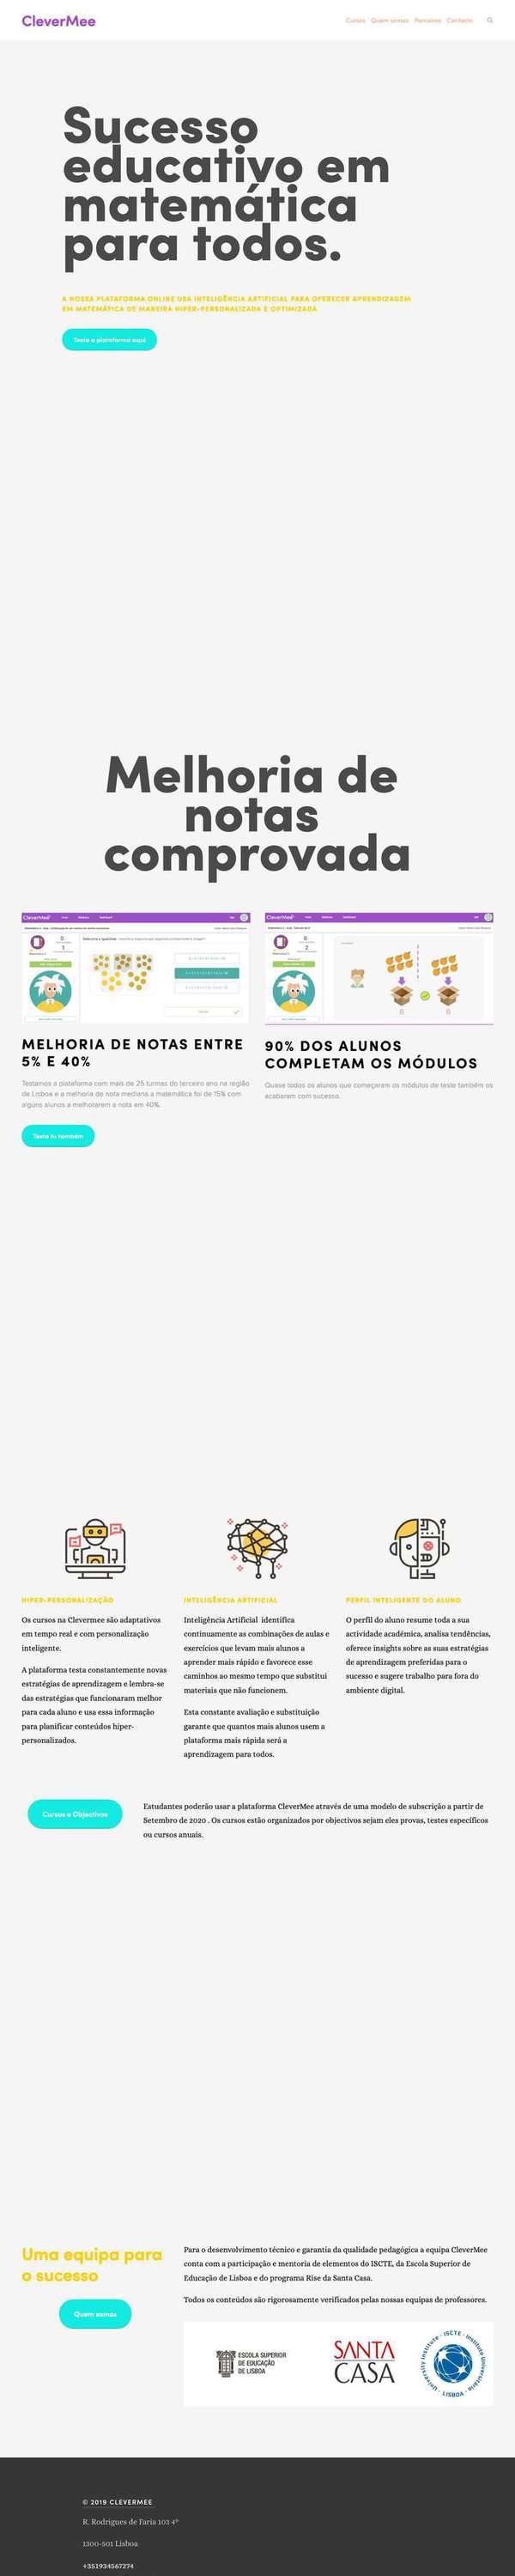 CleverMee
Cursos Quem somos Parceiros Contacto
Sucesso
educativo em
matemática
para todos.
A NOSSA PLATAFORMA ONLINE USA INTELIGÊNCIA ARTIFICIAL PARA OFERECER APRENDIZAGEM
EM MATEMÁTICA DE MANEIRA HIPER-PERSONALIZADA E OPTIMIZADA
Teste a plataforma aqui
Melhoria de
notas
comprovada
CleverMee
CleverMee
MELHORIA DE NOTAS ENTRE
5% E 40%
Testamos a plataforma com mais de 25 turmas do terceiro ano na região
de Lisboa e a melhoria da nota mediana a matemática foi de 15% com
alguns alunos a melhorarem a nota em 40%.
Teste tu também
90% DOS ALUNOS
COMPLETAM OS MÓDULOS
Quase todos os alunos que começaram os módulos de teste também os
acabaram com sucesso.
HIPER-PERSONALIZAÇÃO
Os cursos na Clevermee são adaptativos
em tempo real e com personalização
inteligente.
A plataforma testa constantemente novas
estratégias de aprendizagem e lembra-se
das estratégias que funcionaram melhor
para cada aluno e usa essa informação
para planificar conteúdos hiper-
personalizados.
INTELIGÊNCIA ARTIFICIAL
Inteligência Artificial identifica
continuamente as combinações de aulas e
exercícios que levam mais alunos a
aprender mais rápido e favorece esse
caminhos ao mesmo tempo que substitui
materiais que não funcionem.
Esta constante avaliação e substituição
garante que quantos mais alunos usem a
plataforma mais rápida será a
aprendizagem para todos.
PERFIL INTELIGENTE DO ALUNO
O perfil do aluno resume toda a sua
actividade académica, analisa tendências,
oferece insights sobre as suas estratégias
de aprendizagem preferidas para o
sucesso e sugere trabalho para fora do
ambiente digital.
Cursos e Objectivos
Estudantes poderão usar a plataforma CleverMee através de uma modelo de subscrição a partir de
Setembro de 2020 . Os cursos estão organizados por objectivos sejam eles provas, testes específicos
ou cursos anuais.
Uma equipa para
o sucesso
Quem somos
Para o desenvolvimento técnico e garantia da qualidade pedagógica a equipa CleverMee
conta com a participação e mentoria de elementos do ISCTE, da Escola Superior de
Educação de Lisboa e do programa Rise da Santa Casa.
Todos os conteúdos são rigorosamente verificados pelas nossas equipas de professores.
ESCOLA SUPERIOR
DE EDUCAÇÃO
DE LISBOA
SANTA
CASA
ISCTE · Instituto Universitário · LISBOA · University Institute
© 2019 CLEVERMEE
R. Rodrigues de Faria 103 4º
1300-501 Lisboa
+351934567274